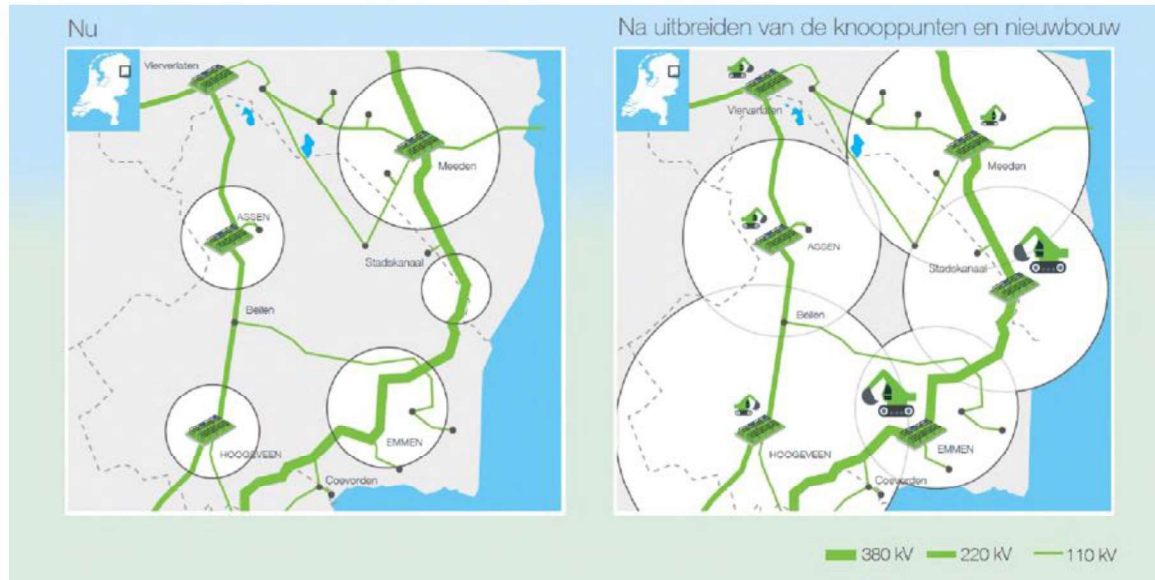 Nu
Vierverlaten
Meeden
ASSEN
Stadskanaal
Beilen
EMMEN
HOOGEVEEN
Coevorden
Na uitbreiden van de knooppunten en nieuwbouw
Vierverlaten
Meeden
ASSEN
Stadskanaal
Beilen
HOOGEVEEN
EMMEN
Coevorden
380 kV
220 kV
110 kV